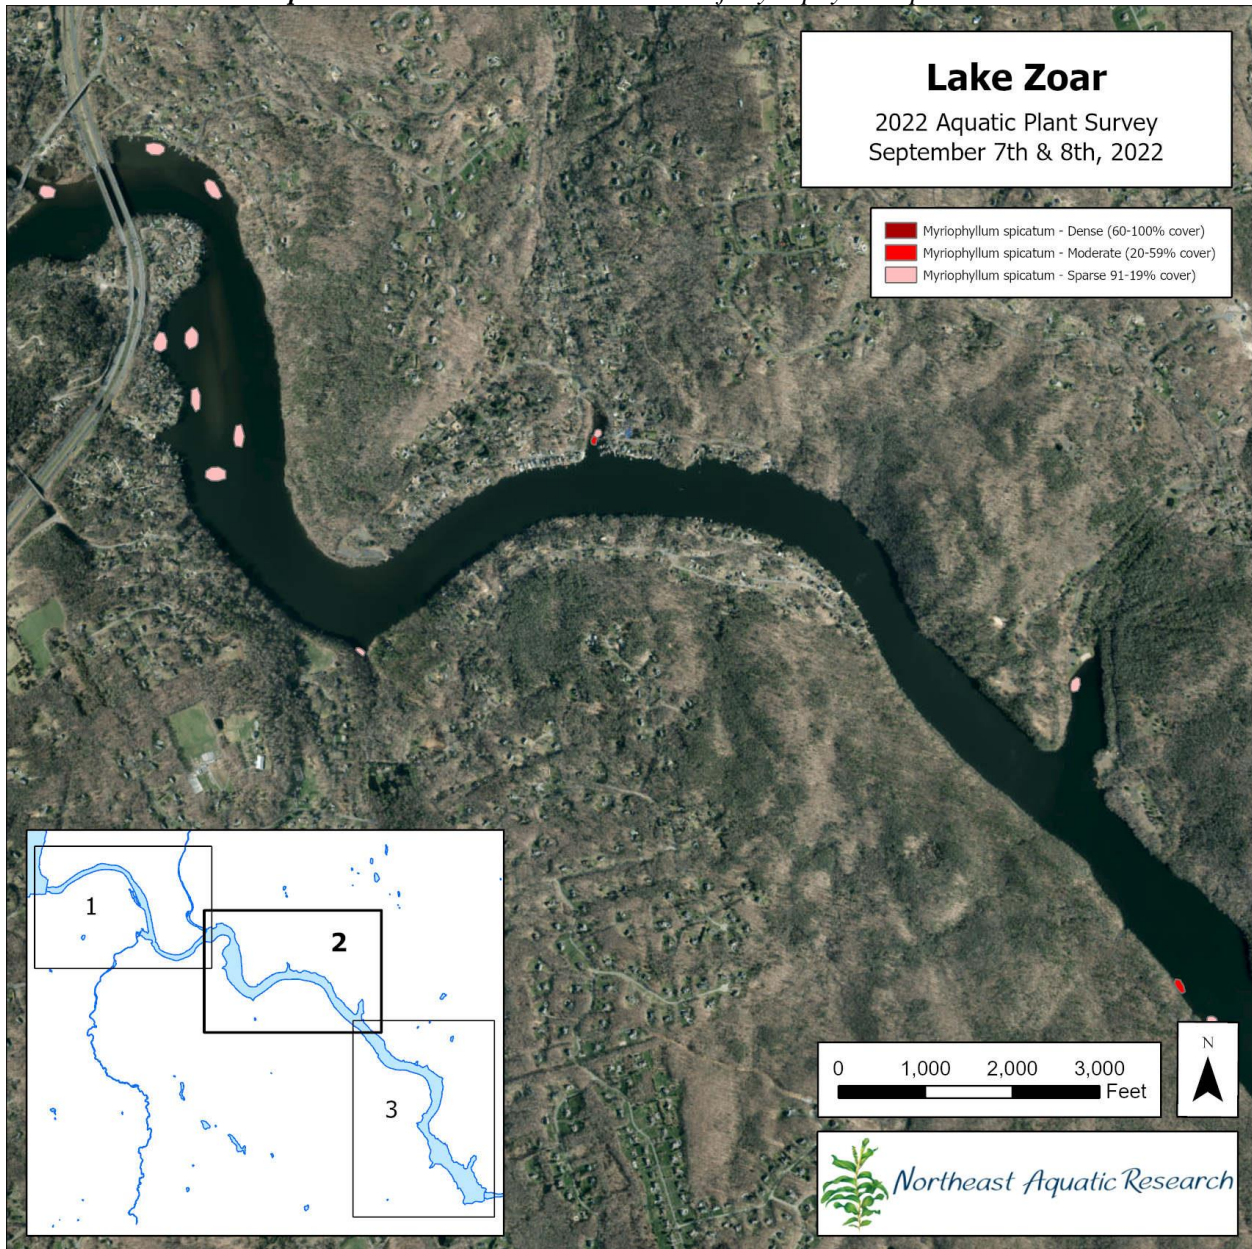 Lake Zoar
2022 Aquatic Plant Survey
September 7th & 8th, 2022
Myriophyllum spicatum - Dense (60-100% cover)
Myriophyllum spicatum - Moderate (20-59% cover)
Myriophyllum spicatum - Sparse 91-19% cover)
1
2
3
N
0 1,000 2,000 3,000
Feet
Northeast Aquatic Research